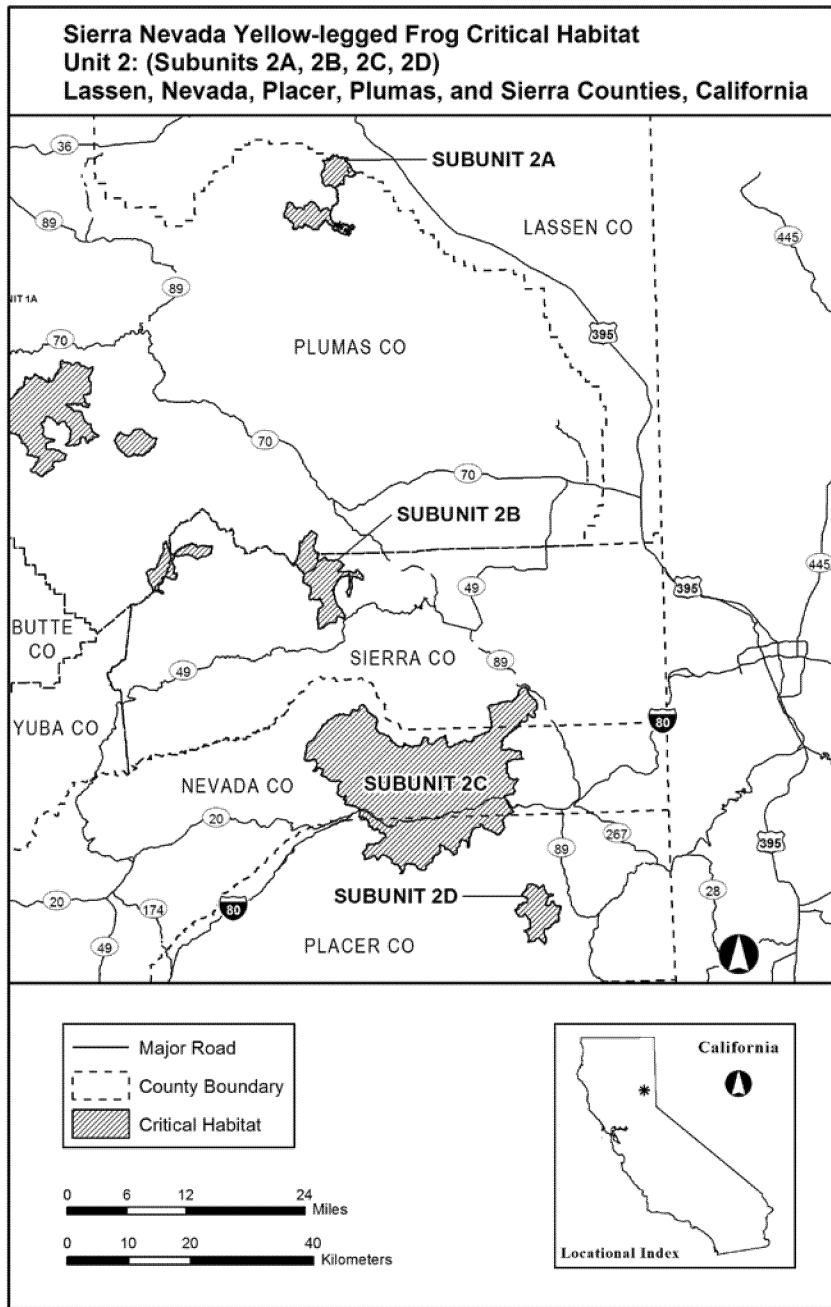 Sierra Nevada Yellow-legged Frog Critical Habitat
Unit 2: (Subunits 2A, 2B, 2C, 2D)
Lassen, Nevada, Placer, Plumas, and Sierra Counties, California
36
SUBUNIT 2A
89
LASSEN CO
445
89
NIT 1A
70
395
PLUMAS CO
70
70
SUBUNIT 2B
445
49
395
BUTTE
CO
49
SIERRA CO
89
YUBA CO
80
NEVADA CO
SUBUNIT 2C
20
267
89
395
SUBUNIT 2D
20
174
80
28
49
PLACER CO
Major Road
County Boundary
Critical Habitat
California
0 6 12 24
Miles
0 10 20 40
Kilometers
Locational Index